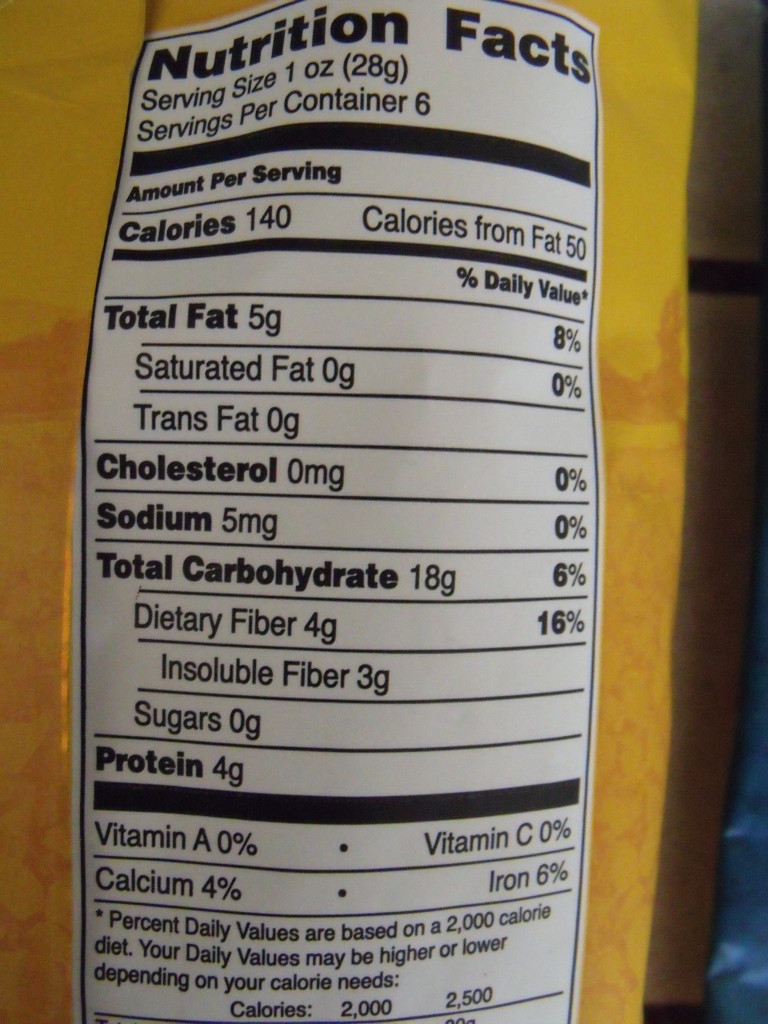 Nutrition Facts
Serving Size 1 oz (28g)
Servings Per Container 6
Amount Per Serving
Calories 140 Calories from Fat 50
% Daily Value*
Total Fat 5g 8%
Saturated Fat 0g 0%
Trans Fat 0g
Cholesterol 0mg 0%
Sodium 5mg 0%
Total Carbohydrate 18g 6%
Dietary Fiber 4g 16%
Insoluble Fiber 3g
Sugars 0g
Protein 4g
Vitamin A 0% • Vitamin C 0%
Calcium 4% • Iron 6%
* Percent Daily Values are based on a 2,000 calorie
diet. Your Daily Values may be higher or lower
depending on your calorie needs:
Calories: 2,000 2,500